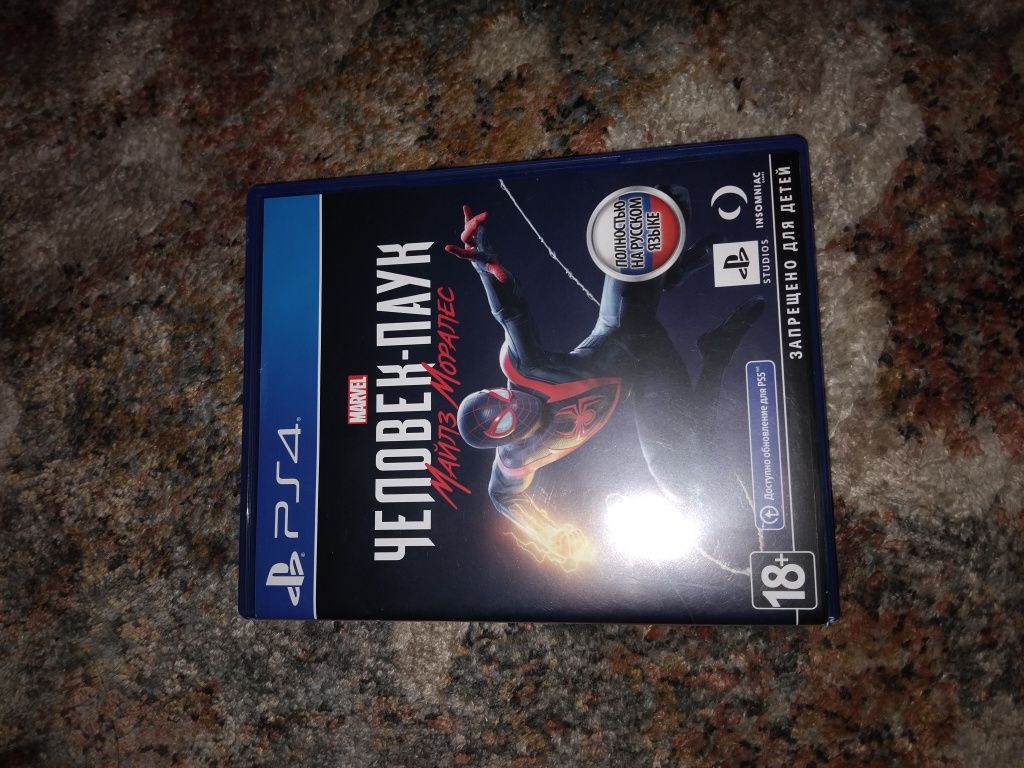 PS4
MARVEL
ЧЕЛОВЕК-ПАУК
МАЙЛЗ МОРАЛЕС
ПОЛНОСТЬЮ
НА РУССКОМ
ЯЗЫКЕ
Доступно обновление для PS5
18+
STUDIOS
INSOMNIAC
GAMES
ЗАПРЕЩЕНО ДЛЯ ДЕТЕЙ